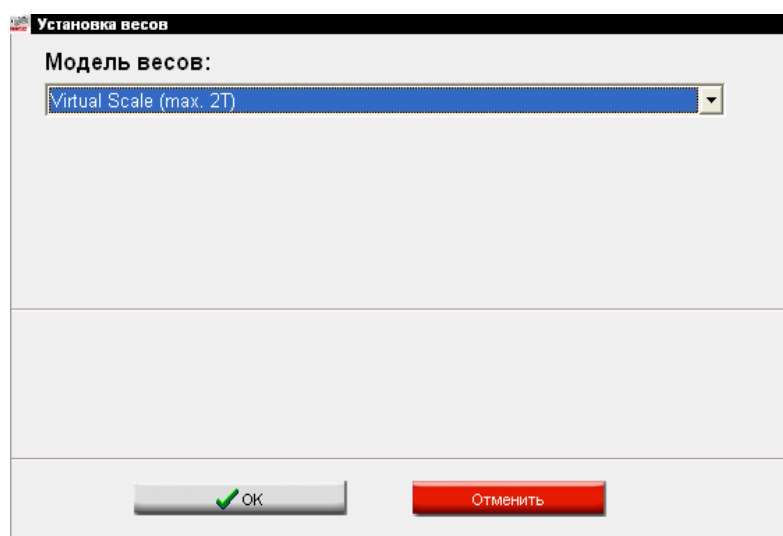 Установка весов
Модель весов:
Virtual Scale (max. 2T)
OK
Отменить